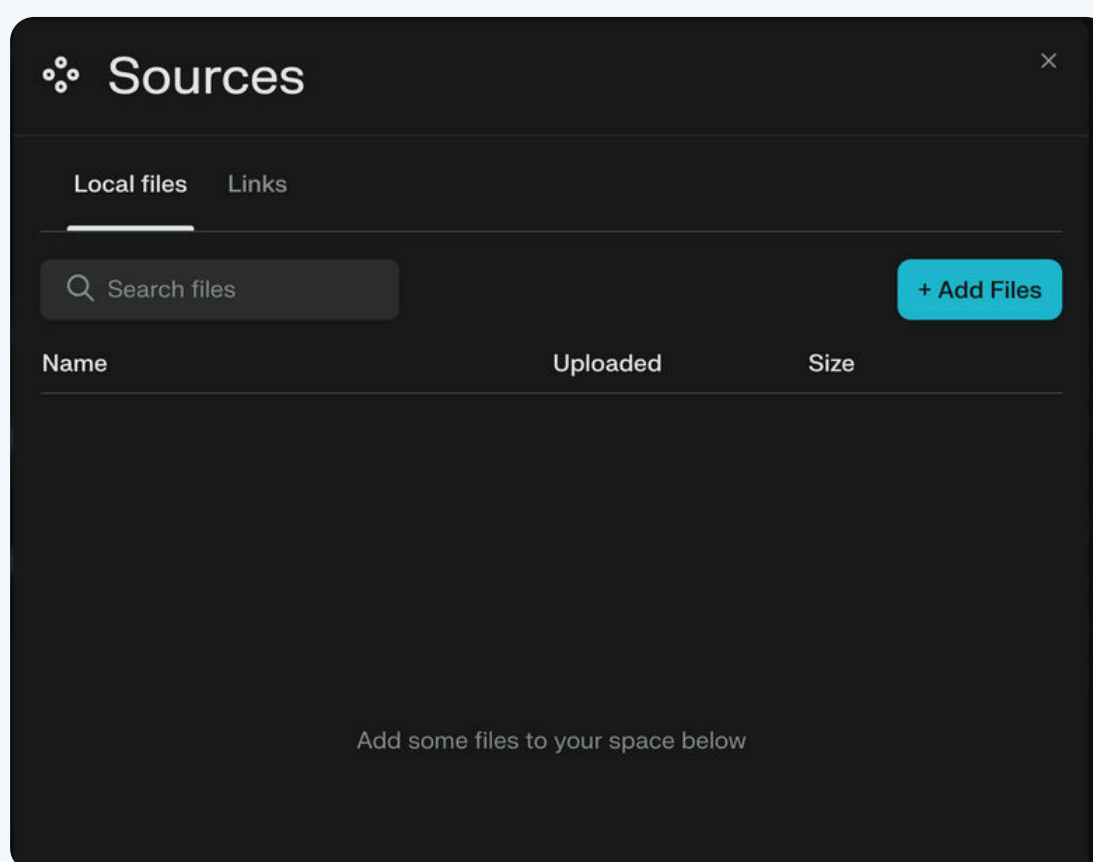 Sources
Local files Links
Search files + Add Files
Name Uploaded Size
Add some files to your space below